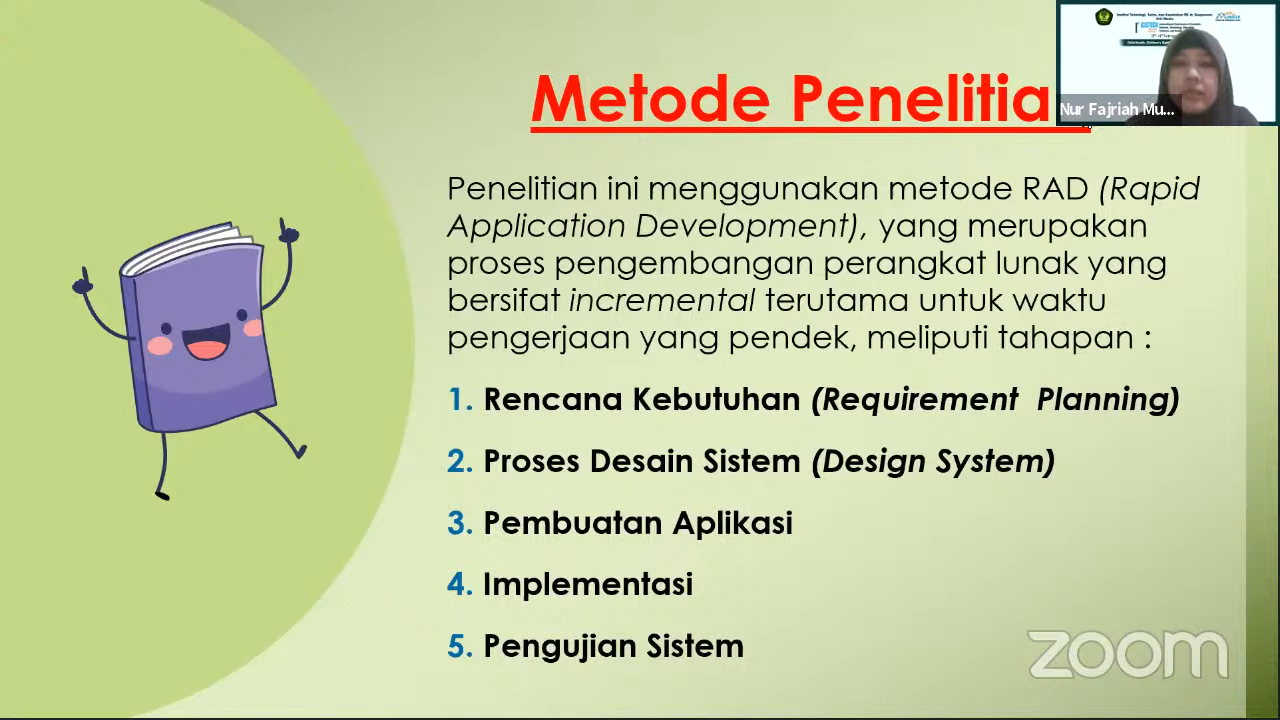 Metode Penelitia
Nur Fajriah Mu...
Penelitian ini menggunakan metode RAD (Rapid
Application Development), yang merupakan
proses pengembangan perangkat lunak yang
bersifat incremental terutama untuk waktu
pengerjaan yang pendek, meliputi tahapan :
1. Rencana Kebutuhan (Requirement Planning)
2. Proses Desain Sistem (Design System)
3. Pembuatan Aplikasi
4. Implementasi
5. Pengujian Sistem
zoom